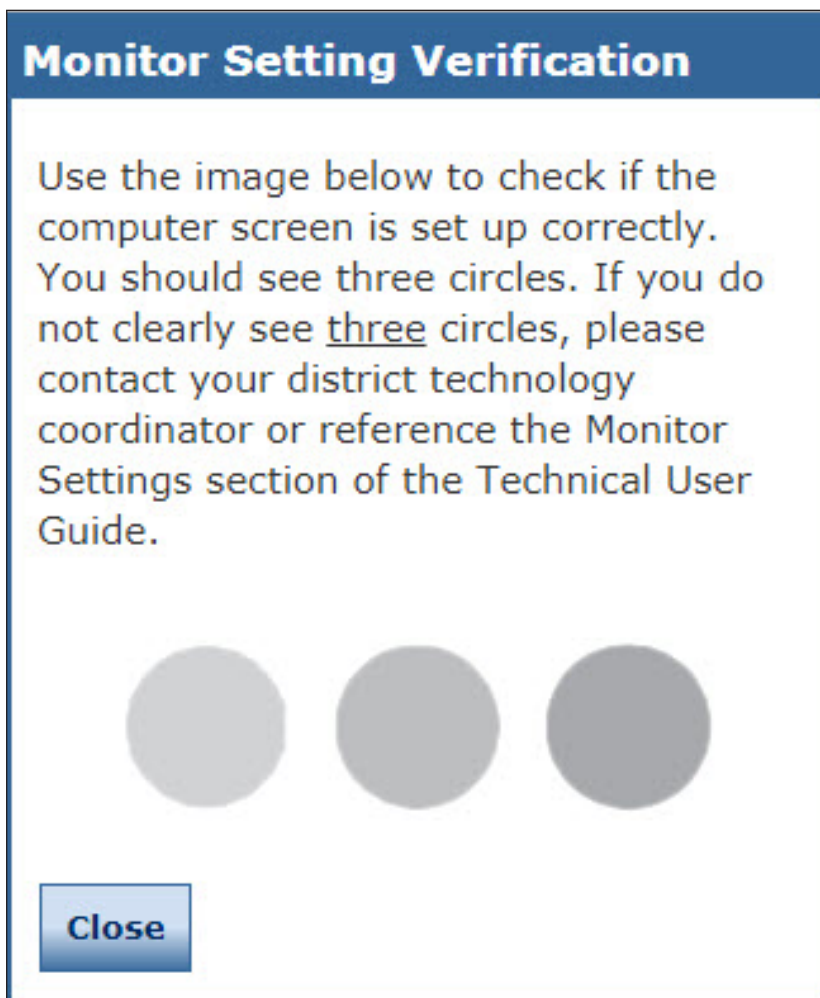 Monitor Setting Verification
Use the image below to check if the
computer screen is set up correctly.
You should see three circles. If you do
not clearly see three circles, please
contact your district technology
coordinator or reference the Monitor
Settings section of the Technical User
Guide.
Close